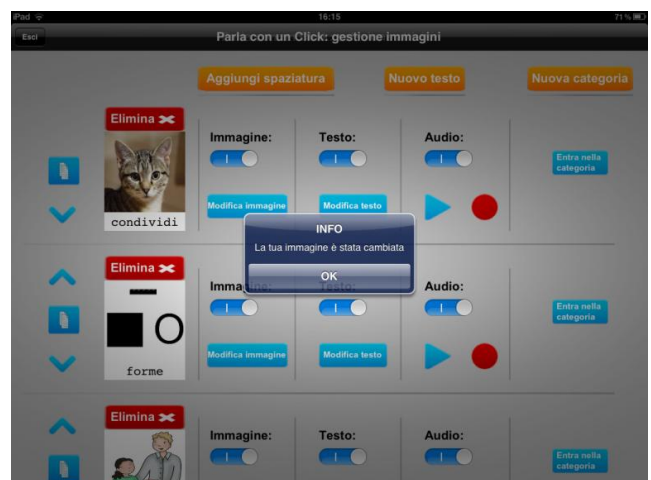 iPad 16:15 71 %
Esci Parla con un Click: gestione immagini
Aggiungi spaziatura Nuovo testo Nuova categoria
Elimina
Immagine: Testo: Audio:
Entra nella
categoria
Modifica immagine Modifica testo
condividi
INFO
La tua immagine è stata cambiata
OK
Elimina
Immagine: Testo: Audio:
Entra nella
categoria
Modifica immagine Modifica testo
forme
Elimina
Immagine: Testo: Audio:
Entra nella
categoria